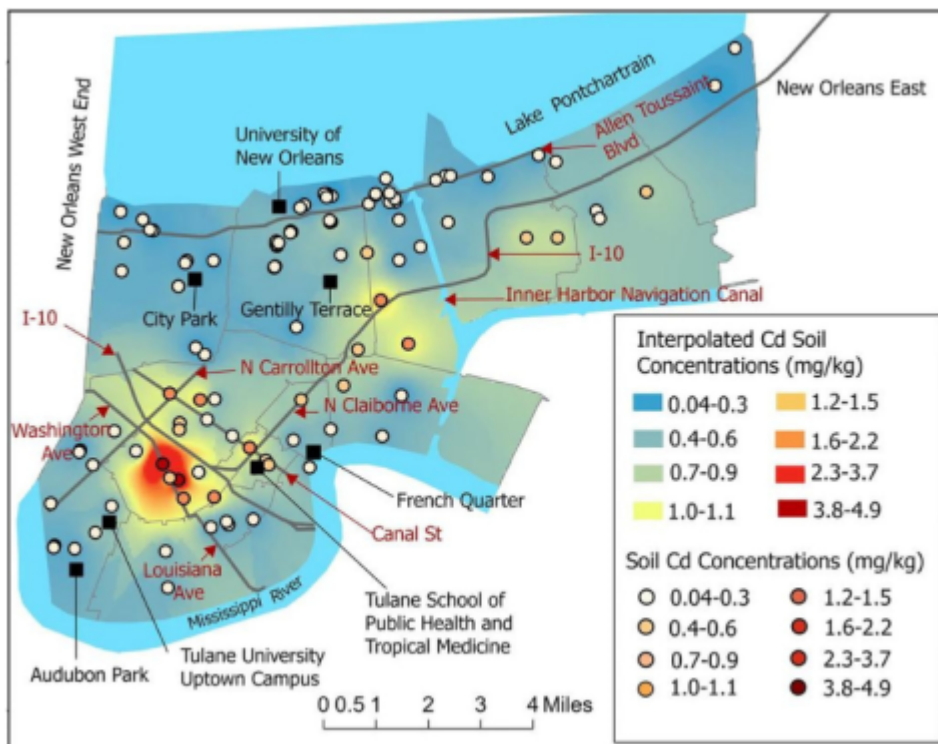 New Orleans West End
University of
New Orleans
Lake Pontchartrain
Allen Toussaint
Blvd
New Orleans East
I-10
City Park
Gentilly Terrace
I-10
Inner Harbor Navigation Canal
N Carrollton Ave
N Claiborne Ave
Washington
Ave
French Quarter
Canal St
Louisiana
Ave
Mississippi River
Tulane School of
Public Health and
Tropical Medicine
Tulane University
Uptown Campus
Audubon Park
0 0.5 1 2 3 4 Miles
Interpolated Cd Soil
Concentrations (mg/kg)
0.04-0.3 1.2-1.5
0.4-0.6 1.6-2.2
0.7-0.9 2.3-3.7
1.0-1.1 3.8-4.9
Soil Cd Concentrations (mg/kg)
0.04-0.3 1.2-1.5
0.4-0.6 1.6-2.2
0.7-0.9 2.3-3.7
1.0-1.1 3.8-4.9